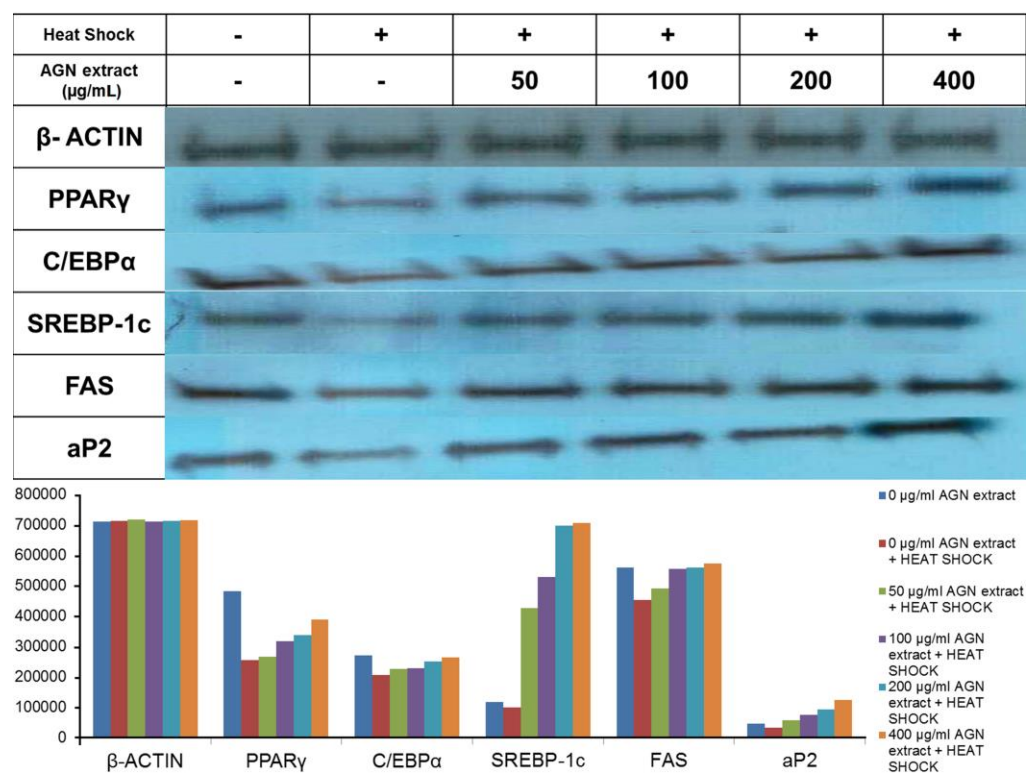 Heat Shock - + + + + +
AGN extract
(µg/mL) - - 50 100 200 400
β- ACTIN
PPARγ
C/EBPα
SREBP-1c
FAS
aP2
800000
700000
600000
500000
400000
300000
200000
100000
0
β-ACTIN PPARγ C/EBPα SREBP-1c FAS aP2
0 µg/ml AGN extract
0 µg/ml AGN extract
+ HEAT SHOCK
50 µg/ml AGN extract
+ HEAT SHOCK
100 µg/ml AGN
extract + HEAT
SHOCK
200 µg/ml AGN
extract + HEAT
SHOCK
400 µg/ml AGN
extract + HEAT
SHOCK